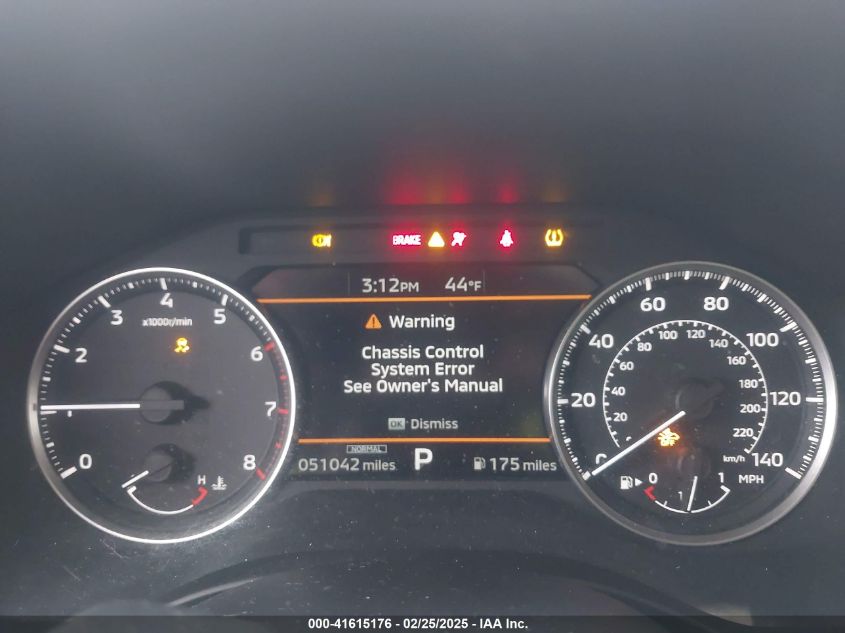 BRAKE
3:12PM 44°F
Warning
Chassis Control
System Error
See Owner's Manual
OK Dismiss
NORMAL
051042 miles P 175 miles
0 1 2 3 4 5 6 7 8
x1000r/min
H
0 20 40 60 80 100 120 140
MPH
20 40 60 80 100 120 140 160 180 200 220
km/h
OFF
0 1 1
000-41615176 - 02/25/2025 - IAA Inc.